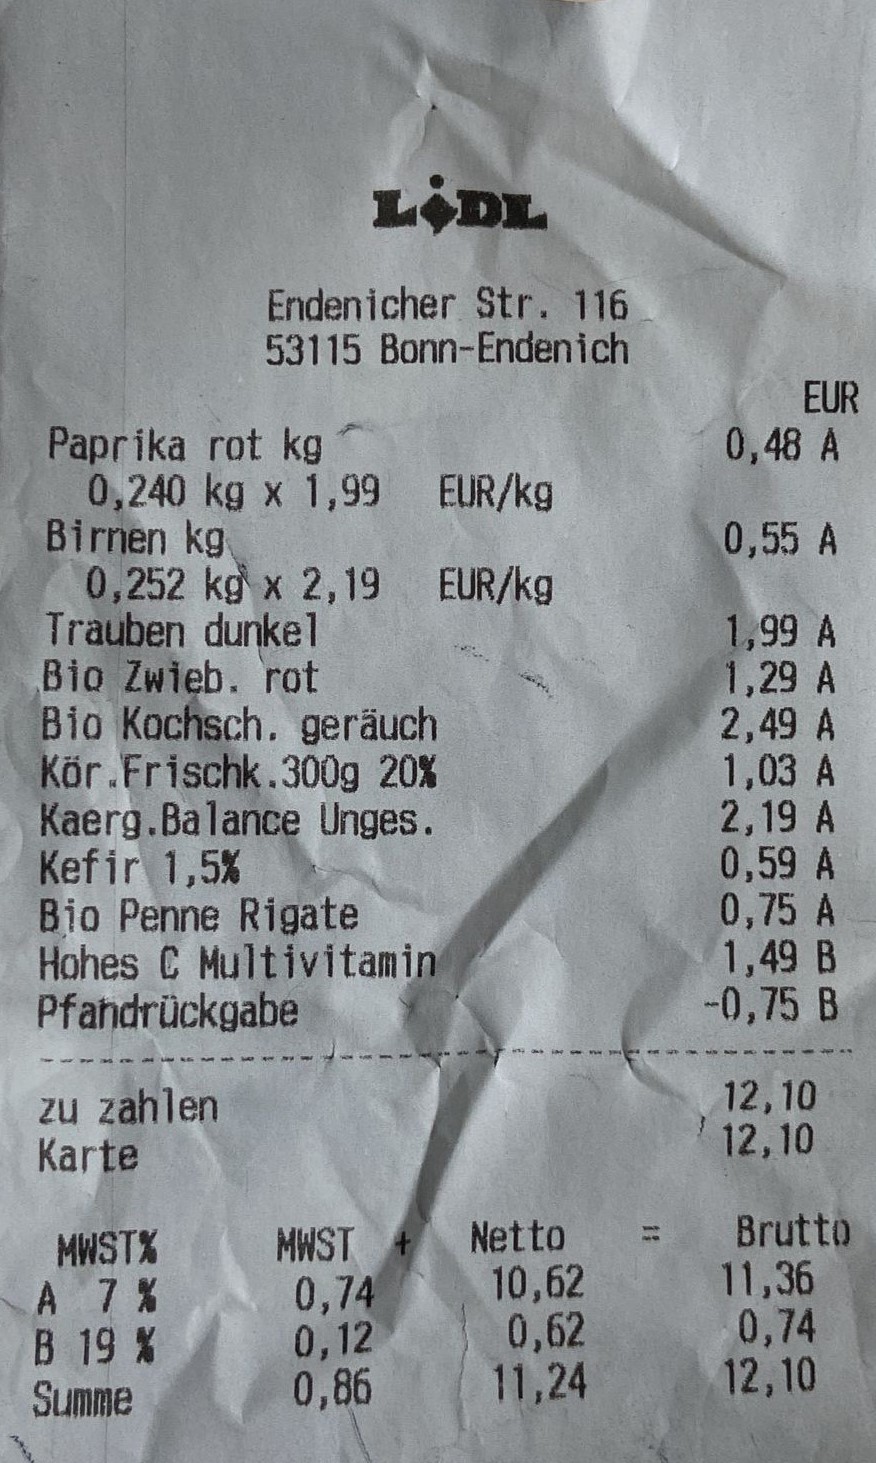 LIDL
Endenicher Str. 116
53115 Bonn-Endenich
EUR
Paprika rot kg 0,48 A
0,240 kg x 1,99 EUR/kg
Birnen kg 0,55 A
0,252 kg x 2,19 EUR/kg
Trauben dunkel 1,99 A
Bio Zwieb. rot 1,29 A
Bio Kochsch. geräuch 2,49 A
Kör.Frischk.300g 20% 1,03 A
Kaerg.Balance Unges. 2,19 A
Kefir 1,5% 0,59 A
Bio Penne Rigate 0,75 A
Hohes C Multivitamin 1,49 B
Pfandrückgabe -0,75 B
zu zahlen 12,10
Karte 12,10
MWST% MWST + Netto = Brutto
A 7 % 0,74 10,62 11,36
B 19 % 0,12 0,62 0,74
Summe 0,86 11,24 12,10